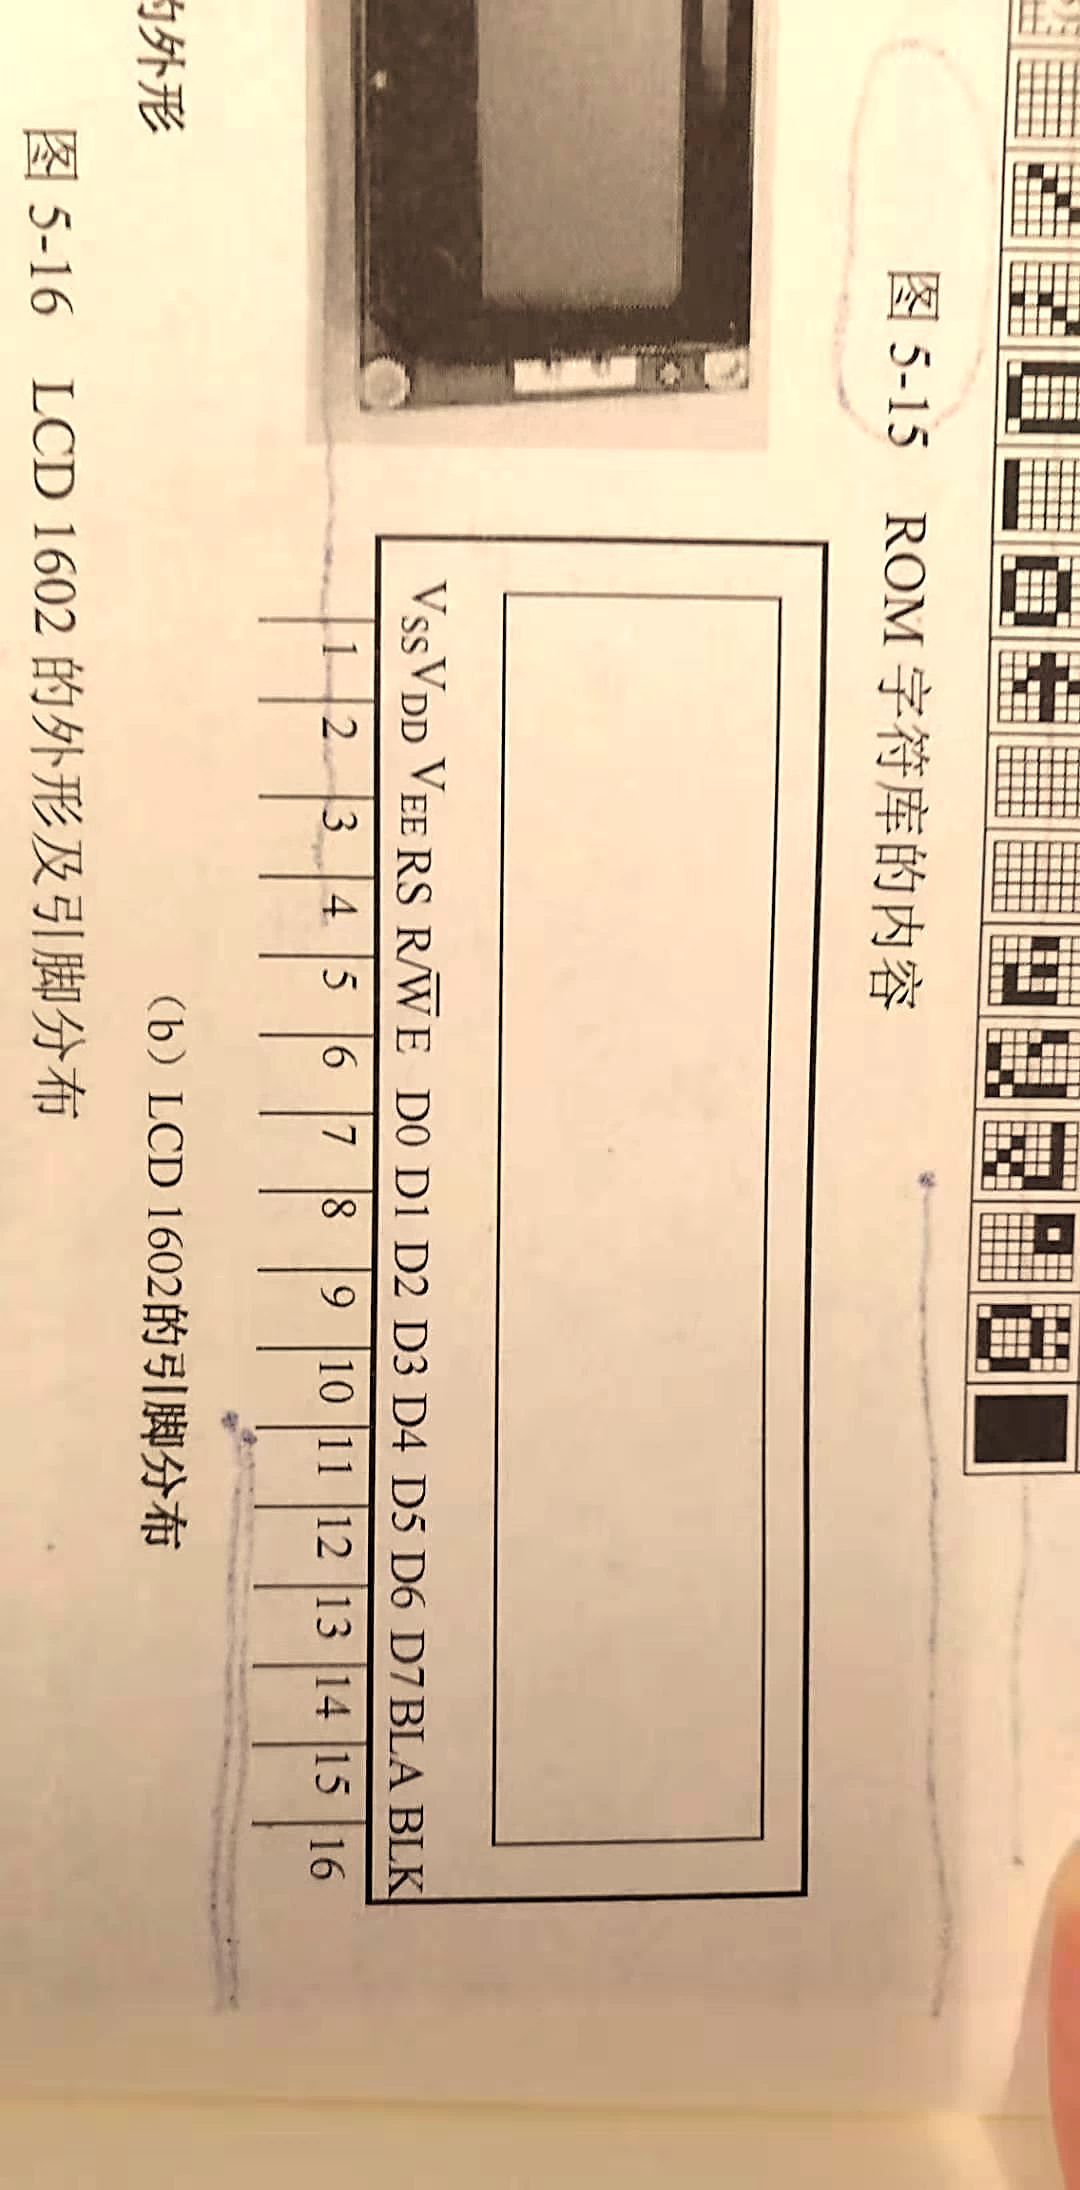 图 5-15 ROM 字符库的内容
VSS VDD VEE RS R/W̅ E D0 D1 D2 D3 D4 D5 D6 D7 BLA BLK
1 2 3 4 5 6 7 8 9 10 11 12 13 14 15 16
的外形
(b) LCD 1602的引脚分布
图 5-16 LCD 1602 的外形及引脚分布